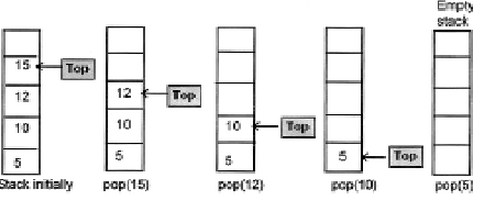 Empty
stack
15
Top
12
10
5
Stack initially
12
Top
10
5
pop(15)
10
Top
5
pop(12)
5
Top
pop(10)
pop(5)